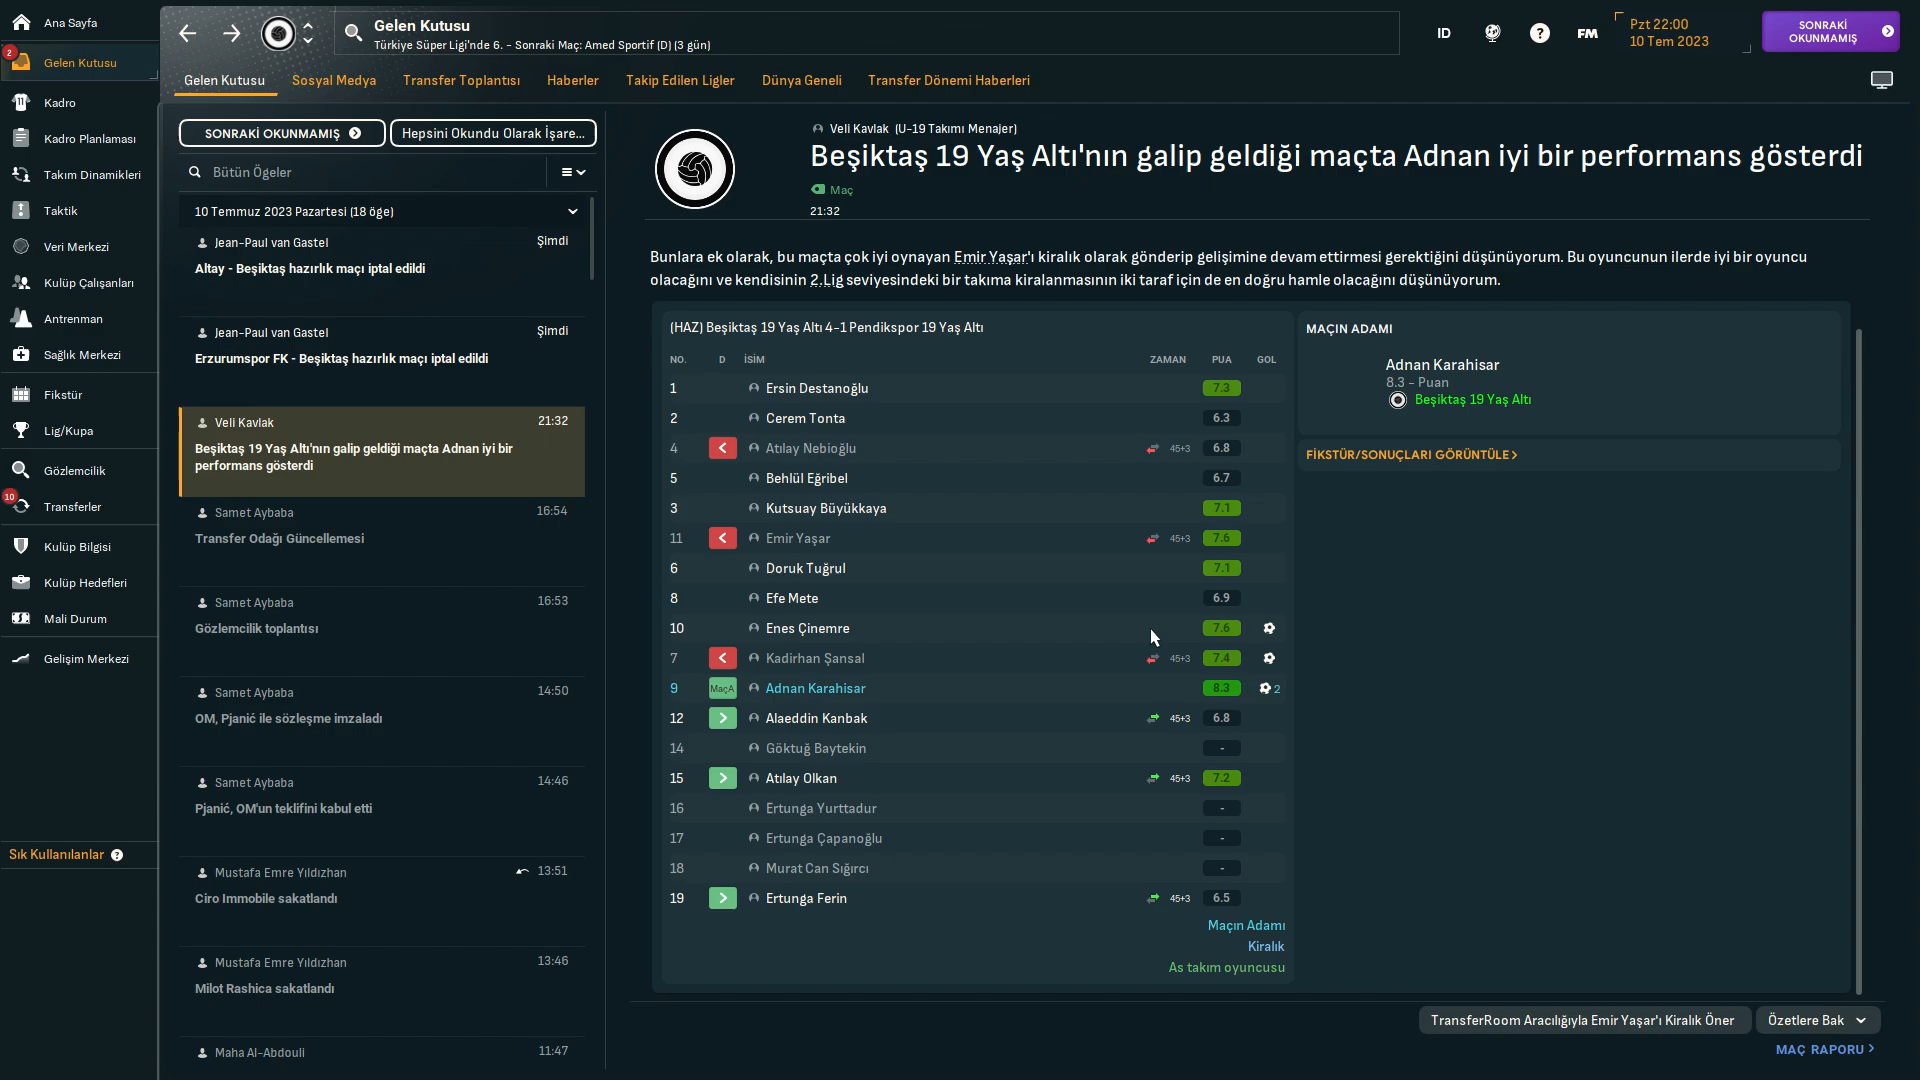 Ana Sayfa
2
Gelen Kutusu
Kadro
Kadro Planlaması
Takım Dinamikleri
Taktik
Veri Merkezi
Kulüp Çalışanları
Antrenman
Sağlık Merkezi
Fikstür
Lig/Kupa
Gözlemcilik
10
Transferler
Kulüp Bilgisi
Kulüp Hedefleri
Mali Durum
Gelişim Merkezi
Sık Kullanılanlar ?
Gelen Kutusu
Türkiye Süper Ligi'nde 6. - Sonraki Maç: Amed Sportif (D) (3 gün)
ID
?
FM
Pzt 22:00
10 Tem 2023
SONRAKİ
OKUNMAMIŞ
Gelen Kutusu Sosyal Medya Transfer Toplantısı Haberler Takip Edilen Ligler Dünya Geneli Transfer Dönemi Haberleri
SONRAKİ OKUNMAMIŞ
Hepsini Okundu Olarak İşare...
Bütün Ögeler
10 Temmuz 2023 Pazartesi (18 öge)
Jean-Paul van Gastel Şimdi
Altay - Beşiktaş hazırlık maçı iptal edildi
Jean-Paul van Gastel Şimdi
Erzurumspor FK - Beşiktaş hazırlık maçı iptal edildi
Veli Kavlak 21:32
Beşiktaş 19 Yaş Altı'nın galip geldiği maçta Adnan iyi bir
performans gösterdi
Samet Aybaba 16:54
Transfer Odağı Güncellemesi
Samet Aybaba 16:53
Gözlemcilik toplantısı
Samet Aybaba 14:50
OM, Pjanić ile sözleşme imzaladı
Samet Aybaba 14:46
Pjanić, OM'un teklifini kabul etti
Mustafa Emre Yıldızhan 13:51
Ciro Immobile sakatlandı
Mustafa Emre Yıldızhan 13:46
Milot Rashica sakatlandı
Maha Al-Abdouli 11:47
Veli Kavlak (U-19 Takımı Menajer)
Beşiktaş 19 Yaş Altı'nın galip geldiği maçta Adnan iyi bir performans gösterdi
Maç
21:32
Bunlara ek olarak, bu maçta çok iyi oynayan Emir Yaşar'ı kiralık olarak gönderip gelişimine devam ettirmesi gerektiğini düşünüyorum. Bu oyuncunun ilerde iyi bir oyuncu
olacağını ve kendisinin 2.Lig seviyesindeki bir takıma kiralanmasının iki taraf için de en doğru hamle olacağını düşünüyorum.
(HAZ) Beşiktaş 19 Yaş Altı 4-1 Pendikspor 19 Yaş Altı
NO. D İSİM ZAMAN PUA GOL
1 Ersin Destanoğlu 7.3
2 Cerem Tonta 6.3
4 Atılay Nebioğlu 45+3 6.8
5 Behlül Eğribel 6.7
3 Kutsuay Büyükkaya 7.1
11 Emir Yaşar 45+3 7.6
6 Doruk Tuğrul 7.1
8 Efe Mete 6.9
10 Enes Çinemre 7.6
7 Kadirhan Şansal 45+3 7.4
9 MaçA Adnan Karahisar 8.3 2
12 Alaeddin Kanbak 45+3 6.8
14 Göktuğ Baytekin -
15 Atılay Olkan 45+3 7.2
16 Ertunga Yurttadur -
17 Ertunga Çapanoğlu -
18 Murat Can Sığırcı -
19 Ertunga Ferin 45+3 6.5
Maçın Adamı
Kiralık
As takım oyuncusu
MAÇIN ADAMI
Adnan Karahisar
8.3 - Puan
Beşiktaş 19 Yaş Altı
FİKSTÜR/SONUÇLARI GÖRÜNTÜLE
TransferRoom Aracılığıyla Emir Yaşar'ı Kiralık Öner
Özetlere Bak
MAÇ RAPORU